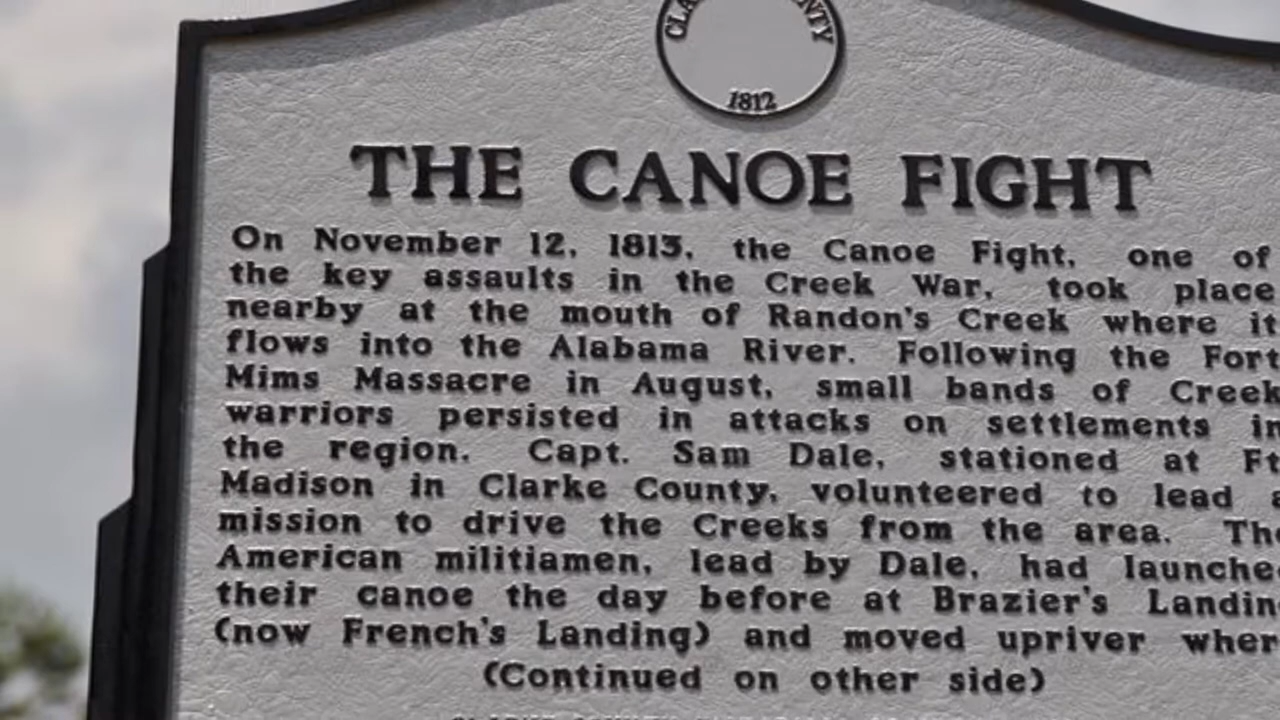 1812
THE CANOE FIGHT
On November 12, 1813, the Canoe Fight, one of
the key assaults in the Creek War, took place
nearby at the mouth of Randon's Creek where it
flows into the Alabama River. Following the Fort
Mims Massacre in August, small bands of Creek
warriors persisted in attacks on settlements in
the region. Capt. Sam Dale, stationed at Ft
Madison in Clarke County, volunteered to lead a
mission to drive the Creeks from the area. The
American militiamen, lead by Dale, had launche
their canoe the day before at Brazier's Landin
(now French's Landing) and moved upriver wher
(Continued on other side)